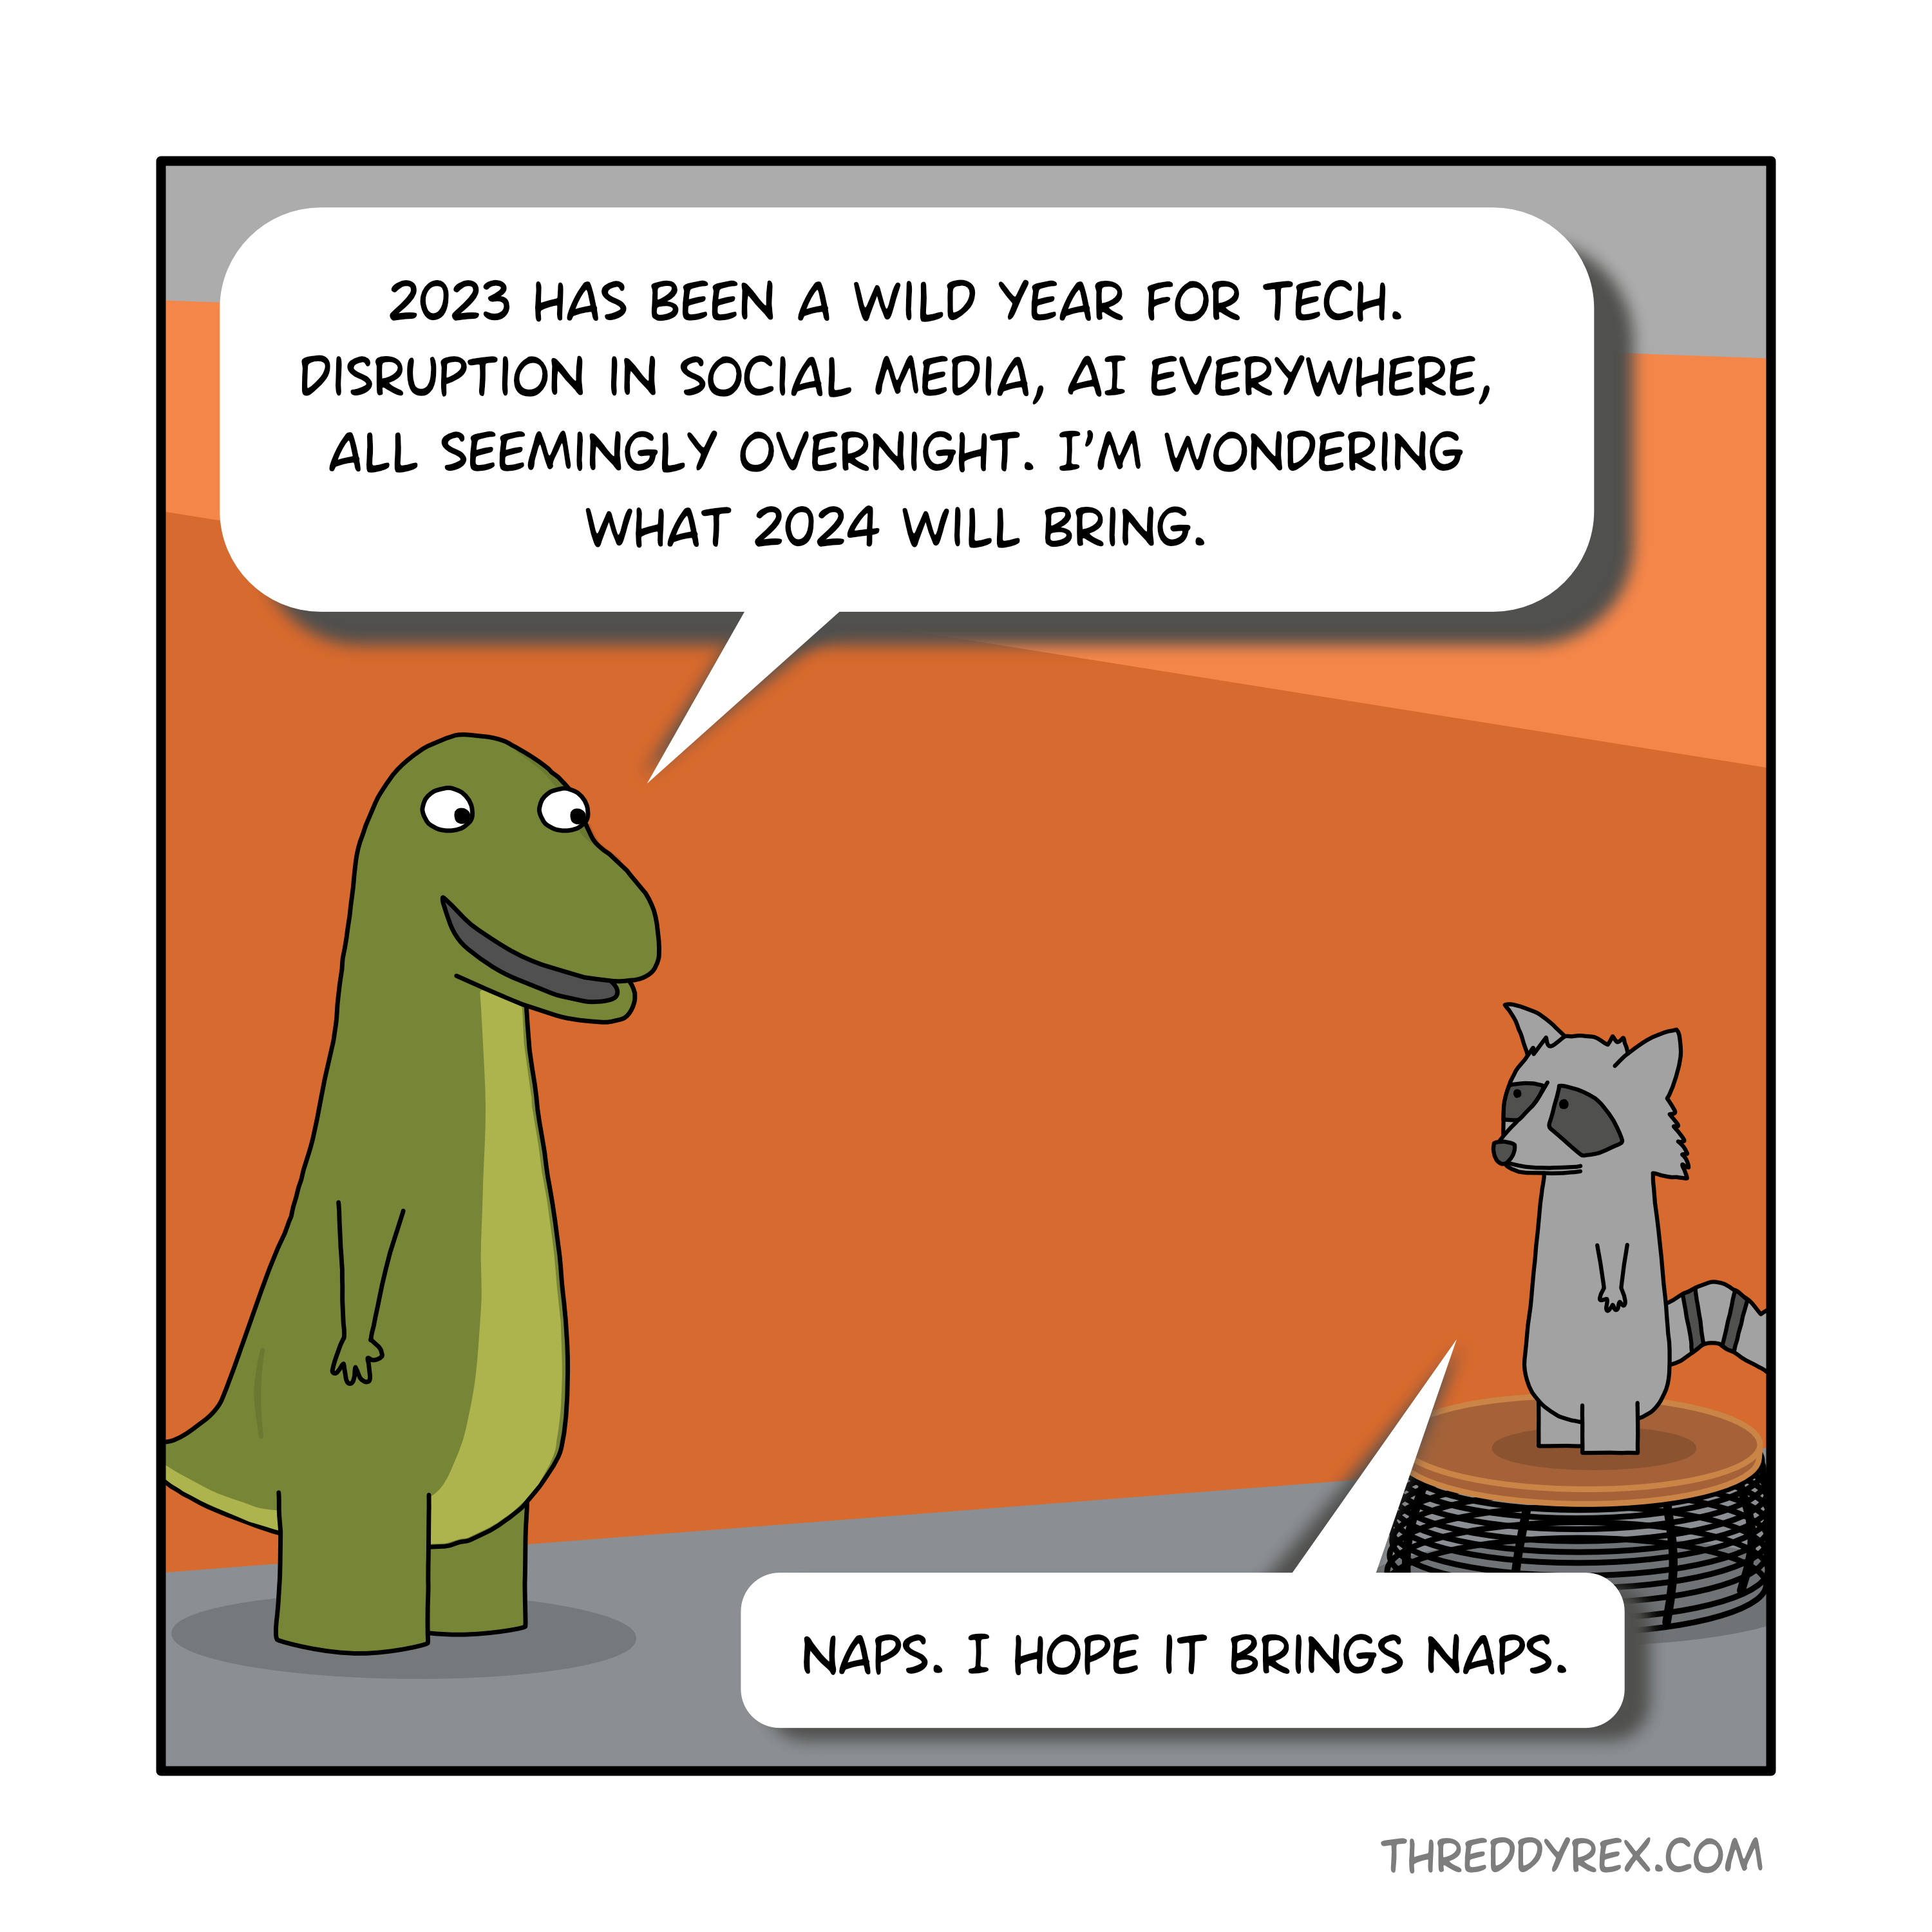 2023 HAS BEEN A WILD YEAR FOR TECH.
DISRUPTION IN SOCIAL MEDIA, AI EVERYWHERE,
ALL SEEMINGLY OVERNIGHT. I'M WONDERING
WHAT 2024 WILL BRING.
NAPS. I HOPE IT BRINGS NAPS.
THREDDYREX.COM